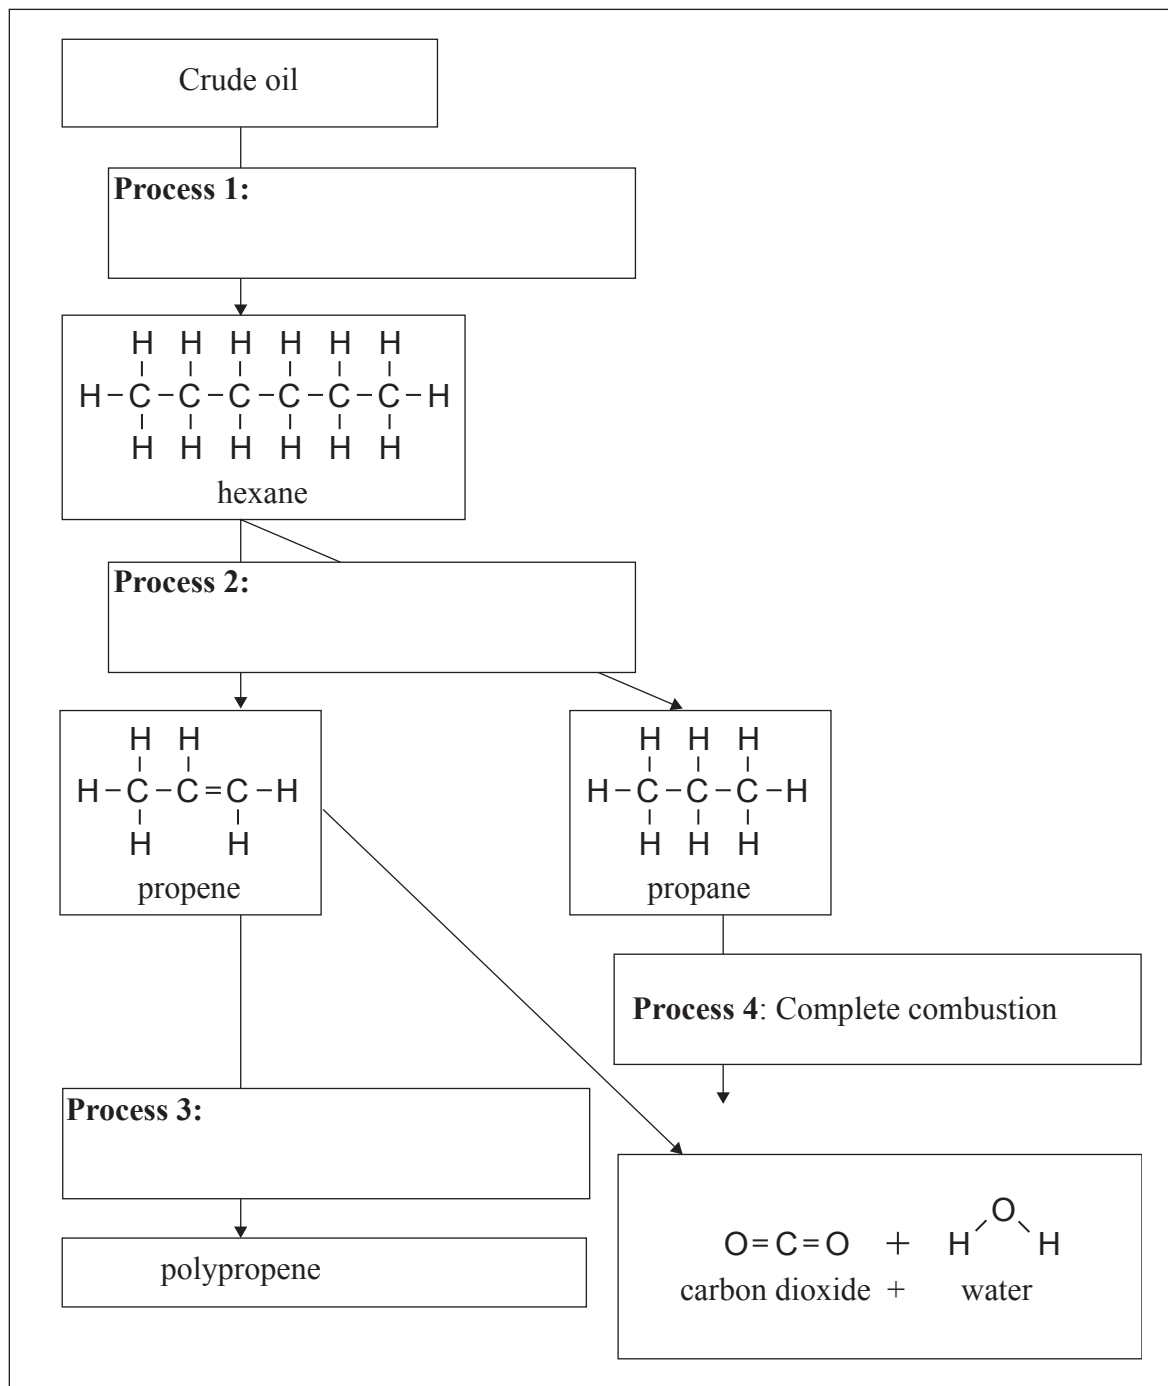 Crude oil
Process 1:
H H H H H H
H–C–C–C–C–C–C–H
H H H H H H
hexane
Process 2:
H H
H–C–C=C–H
H H
propene
H H H
H–C–C–C–H
H H H
propane
Process 4: Complete combustion
Process 3:
polypropene
O=C=O + H O H
carbon dioxide + water